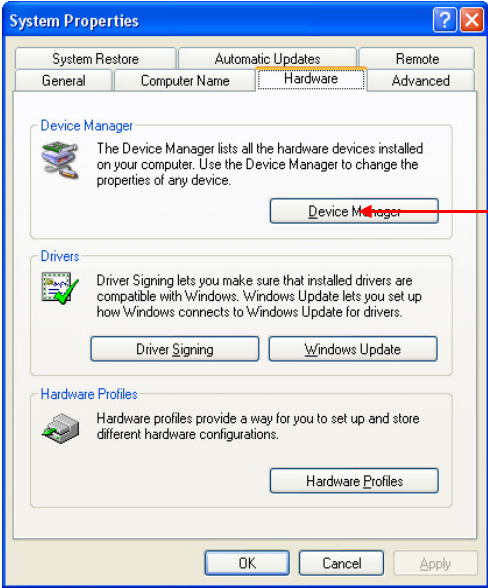 System Properties
System Restore Automatic Updates Remote
General Computer Name Hardware Advanced
Device Manager
The Device Manager lists all the hardware devices installed
on your computer. Use the Device Manager to change the
properties of any device.
Device Manager
Drivers
Driver Signing lets you make sure that installed drivers are
compatible with Windows. Windows Update lets you set up
how Windows connects to Windows Update for drivers.
Driver Signing Windows Update
Hardware Profiles
Hardware profiles provide a way for you to set up and store
different hardware configurations.
Hardware Profiles
OK Cancel Apply